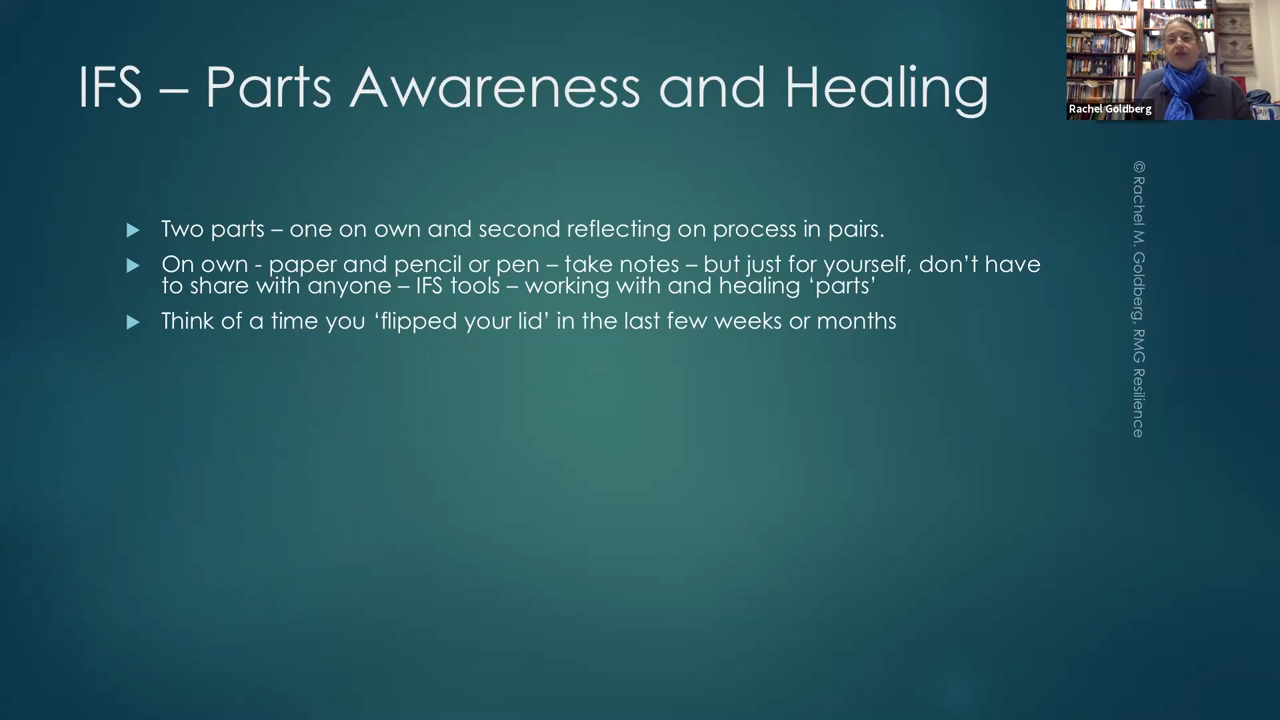 IFS – Parts Awareness and Healing
Rachel Goldberg
Two parts – one on own and second reflecting on process in pairs.
On own - paper and pencil or pen – take notes – but just for yourself, don’t have
to share with anyone – IFS tools – working with and healing ‘parts’
Think of a time you ‘flipped your lid’ in the last few weeks or months
© Rachel M. Goldberg, RMG Resilience